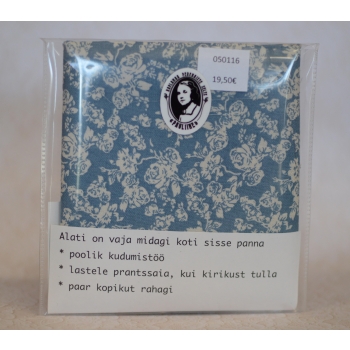 050116
19,50€
PAULIINE
Alati on vaja midagi koti sisse panna
* poolik kudumistöö
* lastele prantssaia, kui kirikust tulla
* paar kopikut rahagi